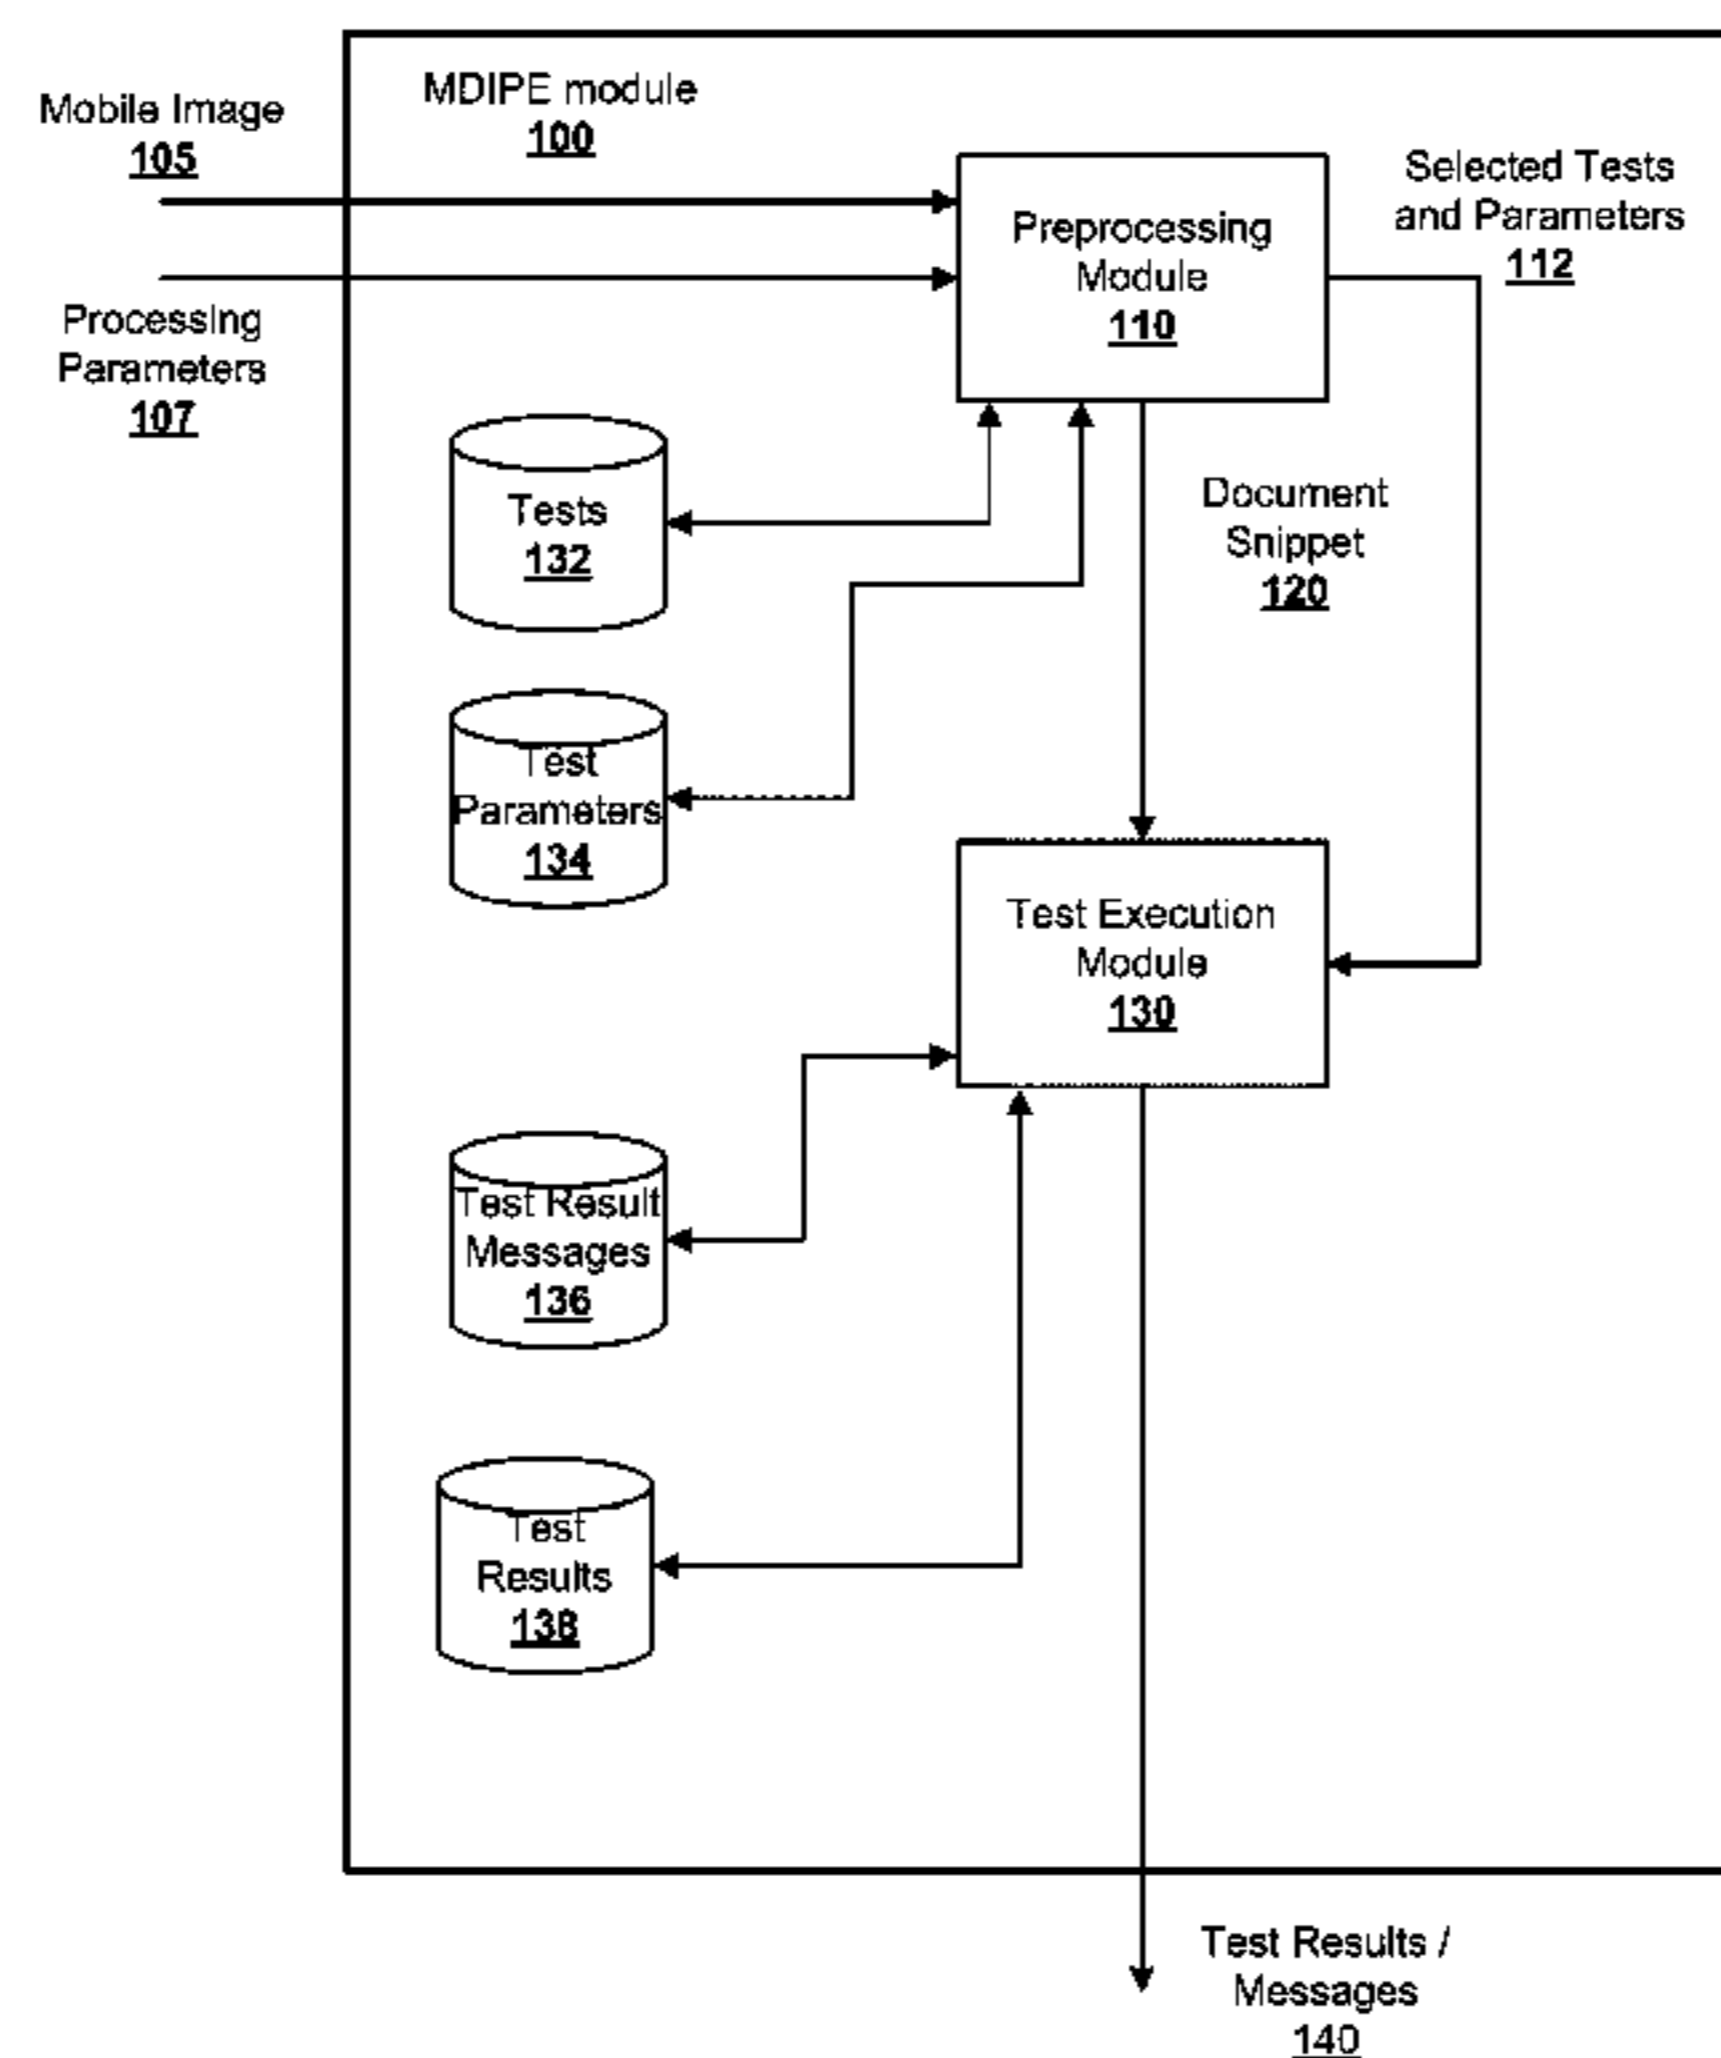 MDIPE module
100
Mobile Image
105
Processing
Parameters
107
Preprocessing
Module
110
Selected Tests
and Parameters
112
Tests
132
Document
Snippet
120
Test
Parameters
134
Test Execution
Module
130
Test Result
Messages
136
Test
Results
138
Test Results /
Messages
140